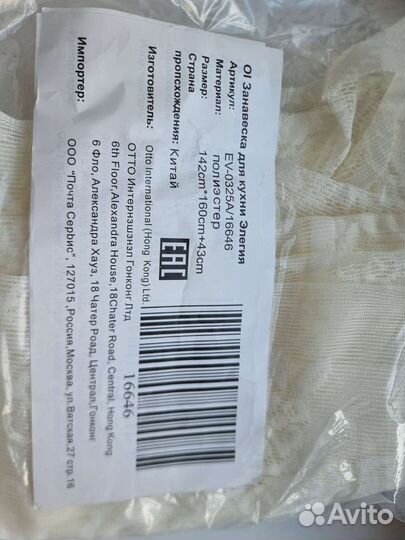 OI Занавеска для кухни Элегия
Артикул: EV-0325A/16646
Материал: полиэстер
Размер: 142cm*160cm+43cm
Страна
происхождения: Китай
Изготовитель: Otto International (Hong Kong) Ltd.
ОТТО Интернэшэнэл Гонконг Лтд
6th Floor,Alexandra House,18Chater Road, Central, Hong Kong
6 Фло,Александра Хауз, 18 Чатер Роад, Централ,Гонконг
Импортер: ООО "Почта Сервис", 127015 ,Россия,Москва, ул.Вятская,27 стр.16
EAC
16646
Avito